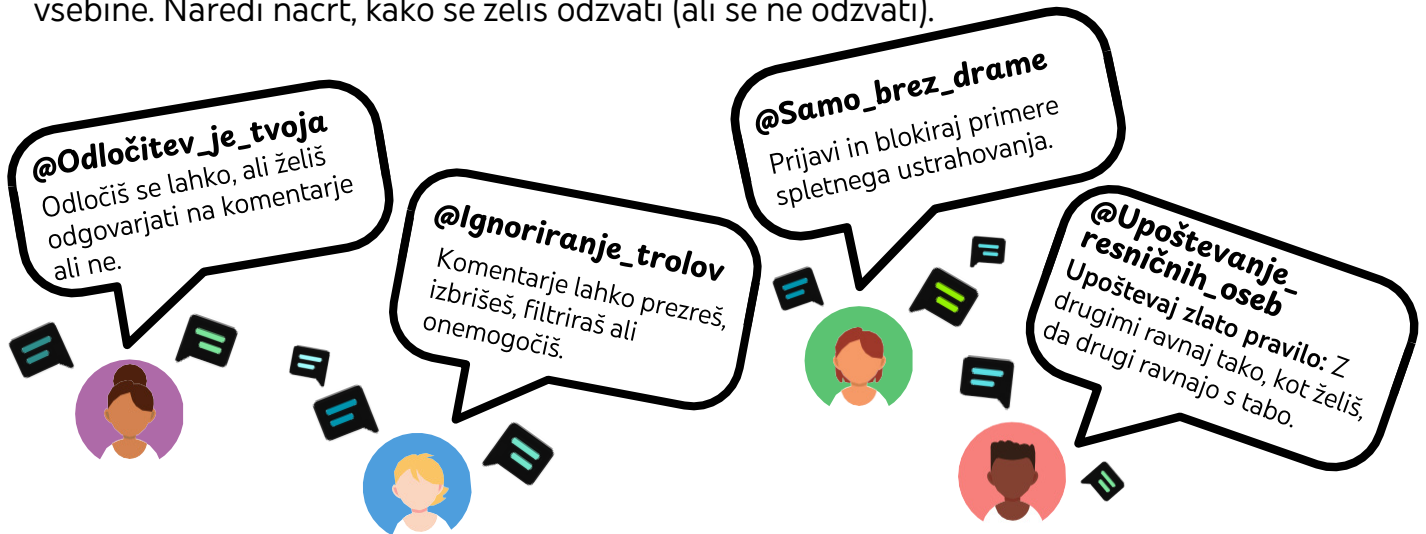 vsebine. Naredi načrt, kako se želiš odzvati (ali se ne odzvati).
@Odločitev_je_tvoja
Odločiš se lahko, ali želiš
odgovarjati na komentarje
ali ne.
@Ignoriranje_trolov
Komentarje lahko prezreš,
izbrišeš, filtriraš ali
onemogočiš.
@Samo_brez_drame
Prijavi in blokiraj primere
spletnega ustrahovanja.
@Upoštevanje_
resničnih_oseb
Upoštevaj zlato pravilo: Z
drugimi ravnaj tako, kot želiš,
da drugi ravnajo s tabo.